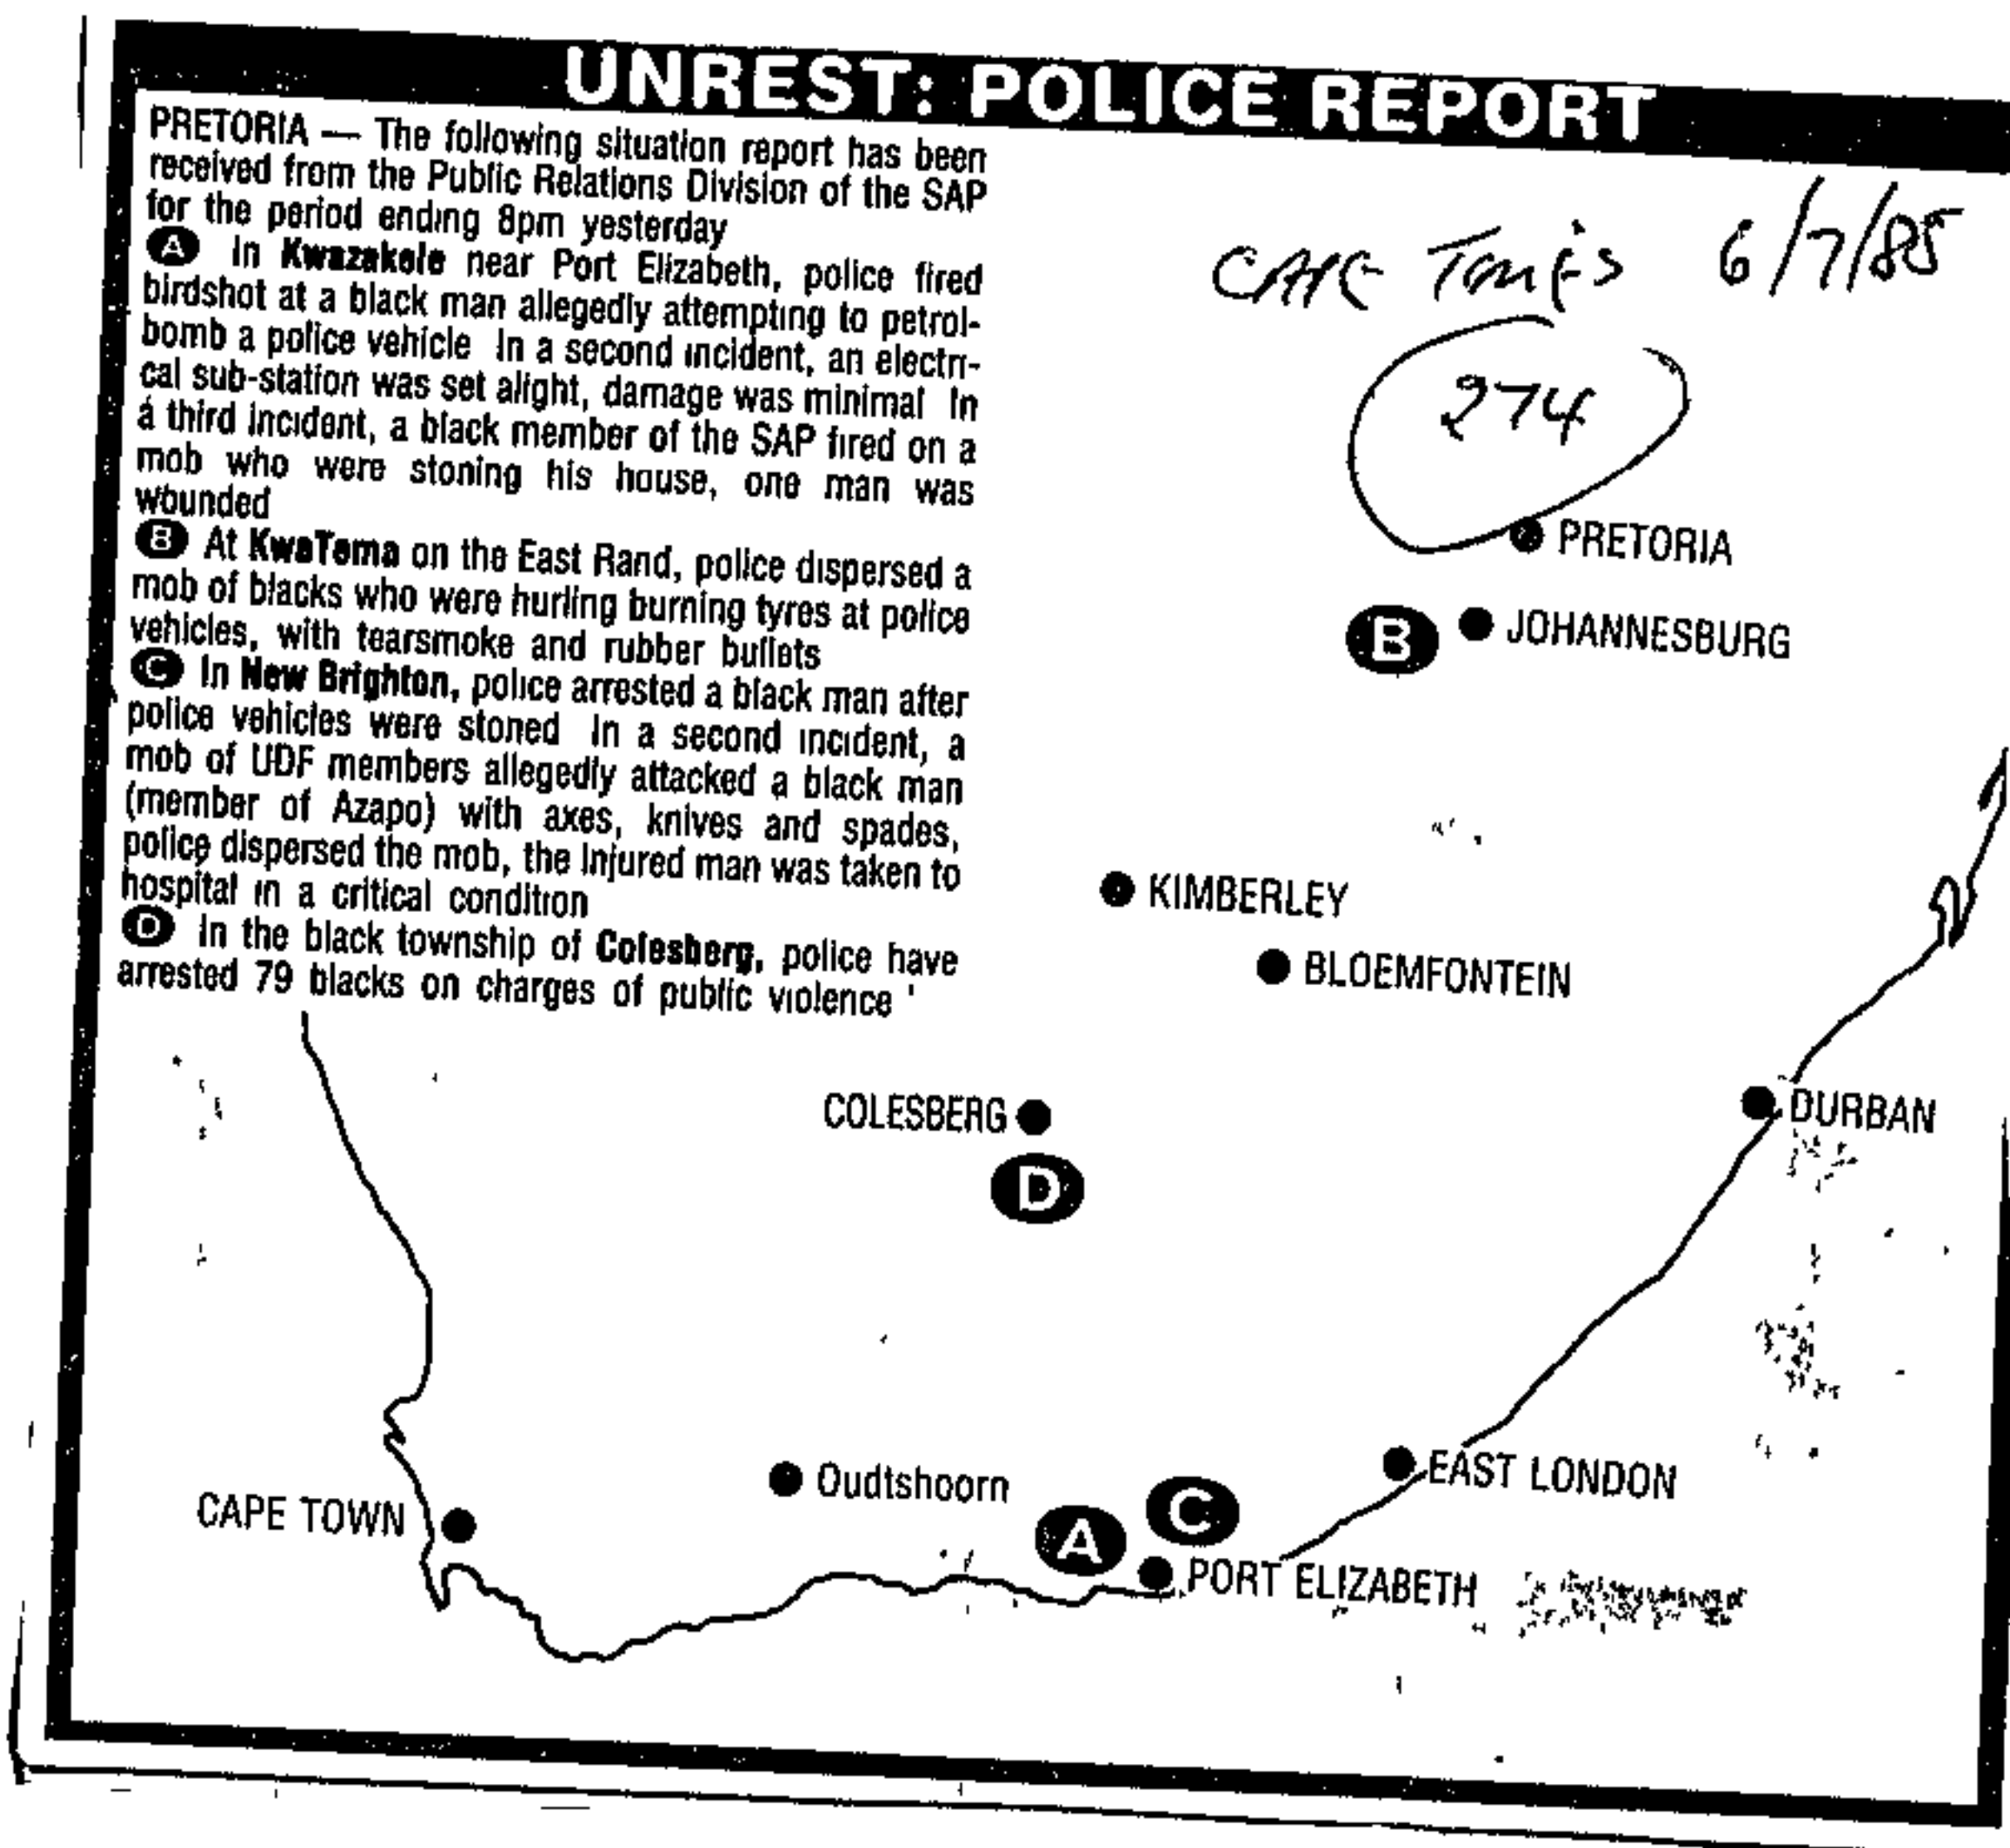 UNREST: POLICE REPORT
PRETORIA — The following situation report has been
received from the Public Relations Division of the SAP
for the period ending 8pm yesterday
A In Kwazakele near Port Elizabeth, police fired
birdshot at a black man allegedly attempting to petrol-
bomb a police vehicle In a second incident, an electri-
cal sub-station was set alight, damage was minimal In
a third incident, a black member of the SAP fired on a
mob who were stoning his house, one man was
wounded
B At KwaTema on the East Rand, police dispersed a
mob of blacks who were hurling burning tyres at police
vehicles, with tearsmoke and rubber bullets
C In New Brighton, police arrested a black man after
police vehicles were stoned In a second incident, a
mob of UDF members allegedly attacked a black man
(member of Azapo) with axes, knives and spades,
police dispersed the mob, the injured man was taken to
hospital in a critical condition
D In the black township of Colesberg, police have
arrested 79 blacks on charges of public violence
CAPE TIMES 6/7/85
274
PRETORIA
B JOHANNESBURG
KIMBERLEY
BLOEMFONTEIN
COLESBERG
D
DURBAN
EAST LONDON
Oudtshoorn
CAPE TOWN
A
C
PORT ELIZABETH